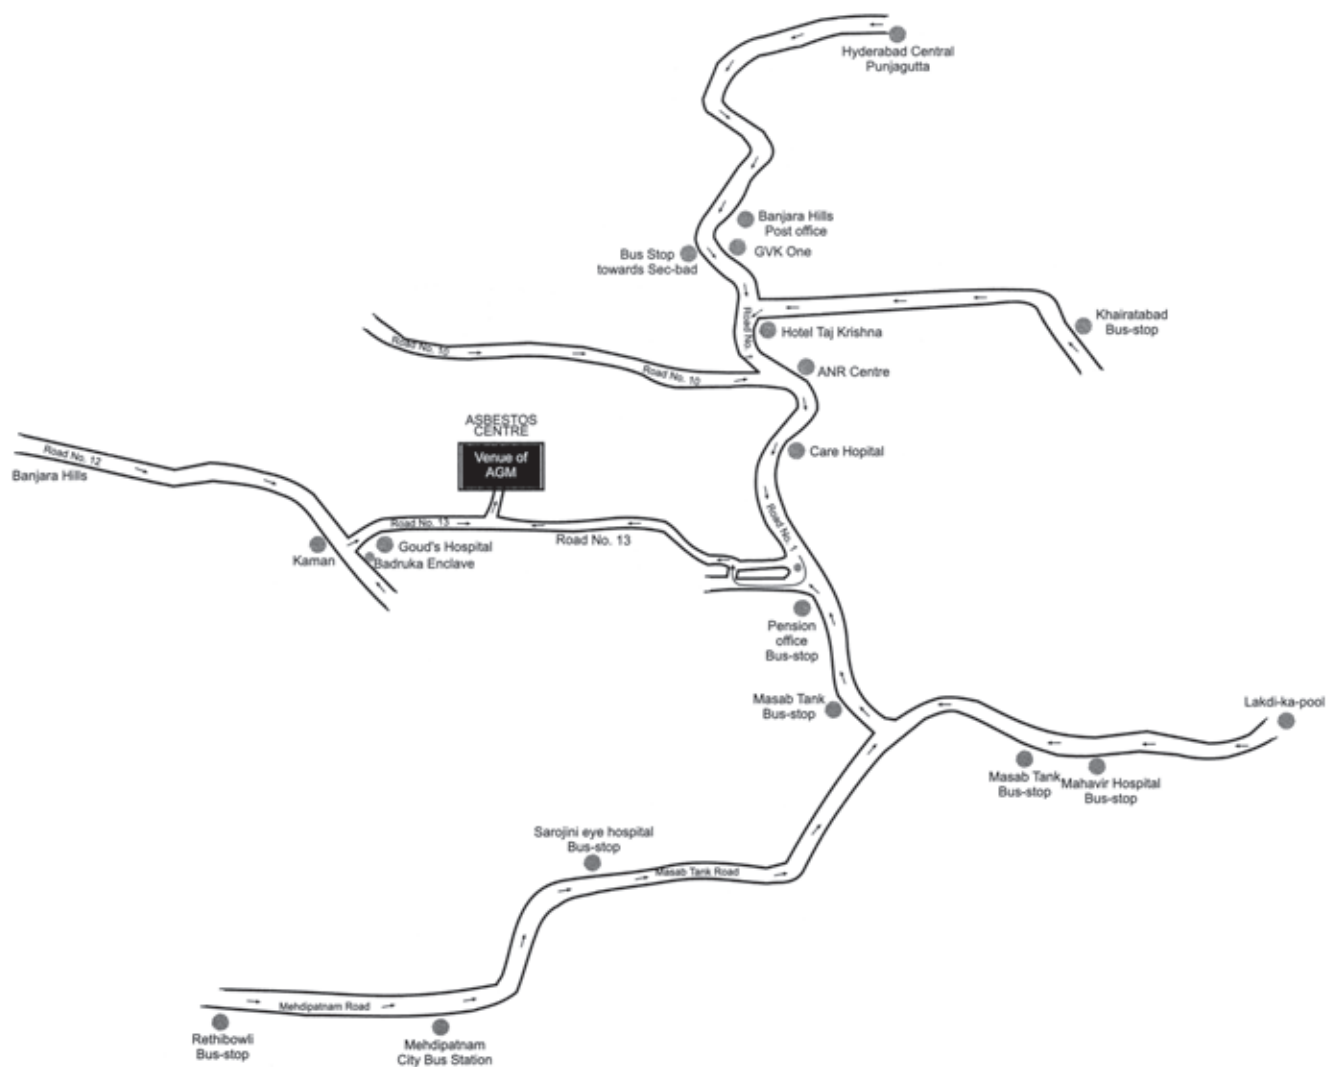 Hyderabad Central
Punjagutta
Banjara Hills
Post office
GVK One
Bus Stop
towards Sec-bad
Khairatabad
Bus-stop
Road No. 1
Hotel Taj Krishna
Road No. 10
Road No. 10
ANR Centre
ASBESTOS
CENTRE
Venue of
AGM
Care Hopital
Road No. 12
Banjara Hills
Road No. 1
Road No. 13
Road No. 13
Goud's Hospital
Kaman
Badruka Enclave
Pension
office
Bus-stop
Masab Tank
Bus-stop
Lakdi-ka-pool
Masab Tank
Bus-stop
Mahavir Hospital
Bus-stop
Sarojini eye hospital
Bus-stop
Masab Tank Road
Mehdipatnam Road
Rethibowli
Bus-stop
Mehdipatnam
City Bus Station